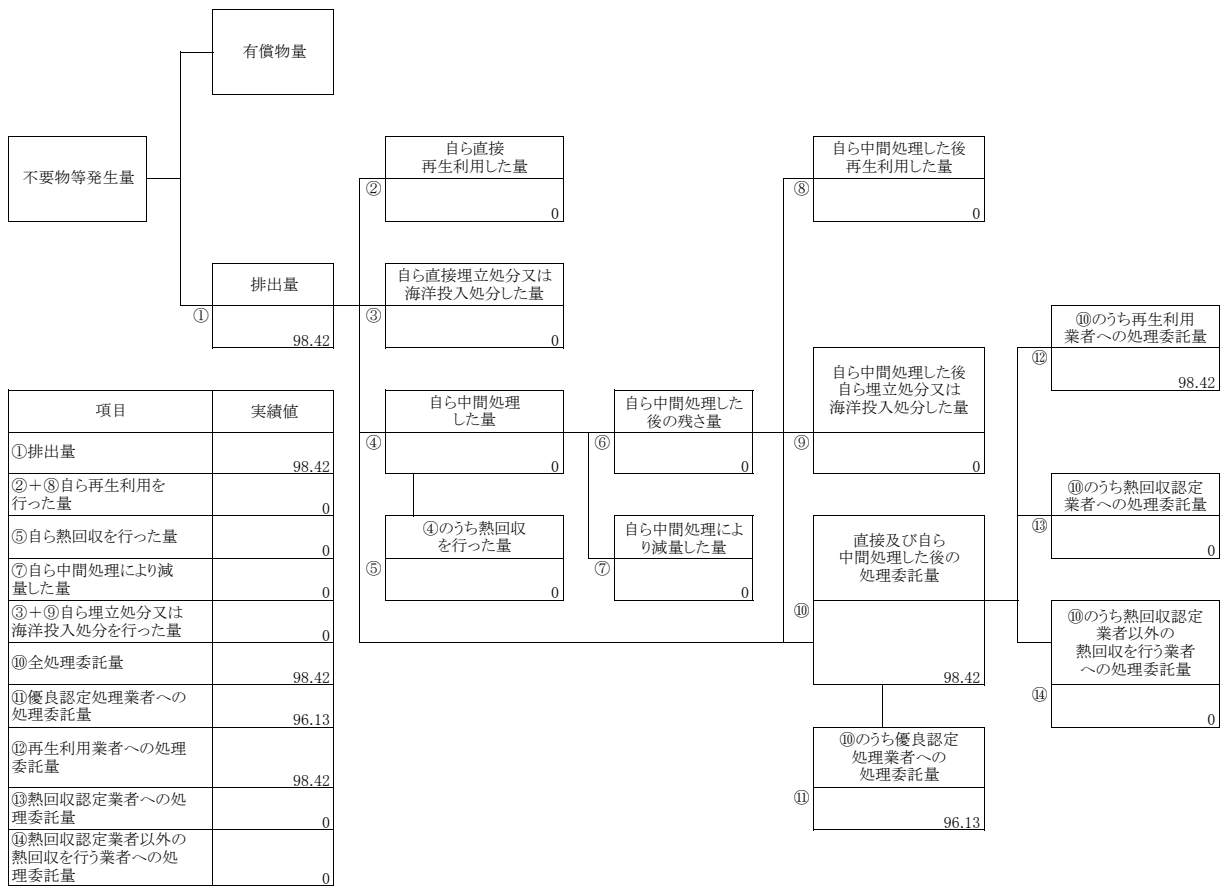 有償物量
不要物等発生量
自ら直接
再生利用した量
②
0
自ら中間処理した後
再生利用した量
⑧
0
排出量
①
98.42
自ら直接埋立処分又は
海洋投入処分した量
③
0
⑩のうち再生利用
業者への処理委託量
⑫
98.42
自ら中間処理した後
自ら埋立処分又は
海洋投入処分した量
⑨
0
自ら中間処理
した量
④
0
自ら中間処理した
後の残さ量
⑥
0
⑩のうち熱回収認定
業者への処理委託量
⑬
0
④のうち熱回収
を行った量
⑤
0
自ら中間処理によ
り減量した量
⑦
0
直接及び自ら
中間処理した後の
処理委託量
⑩
98.42
⑩のうち熱回収認定
業者以外の
熱回収を行う業者
への処理委託量
⑭
0
⑩のうち優良認定
処理業者への
処理委託量
⑪
96.13
項目 実績値
①排出量
98.42
②+⑧自ら再生利用を
行った量
0
⑤自ら熱回収を行った量
0
⑦自ら中間処理により減
量した量
0
③+⑨自ら埋立処分又は
海洋投入処分を行った量
0
⑩全処理委託量
98.42
⑪優良認定処理業者への
処理委託量
96.13
⑫再生利用業者への処理
委託量
98.42
⑬熱回収認定業者への処
理委託量
0
⑭熱回収認定業者以外の
熱回収を行う業者への処
理委託量
0